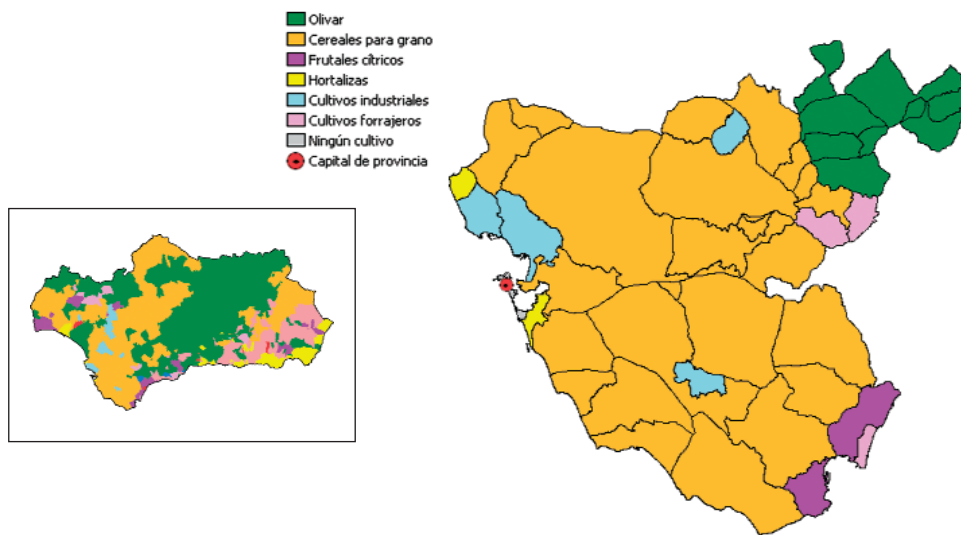 Olivar
Cereales para grano
Frutales cítricos
Hortalizas
Cultivos industriales
Cultivos forrajeros
Ningún cultivo
Capital de provincia